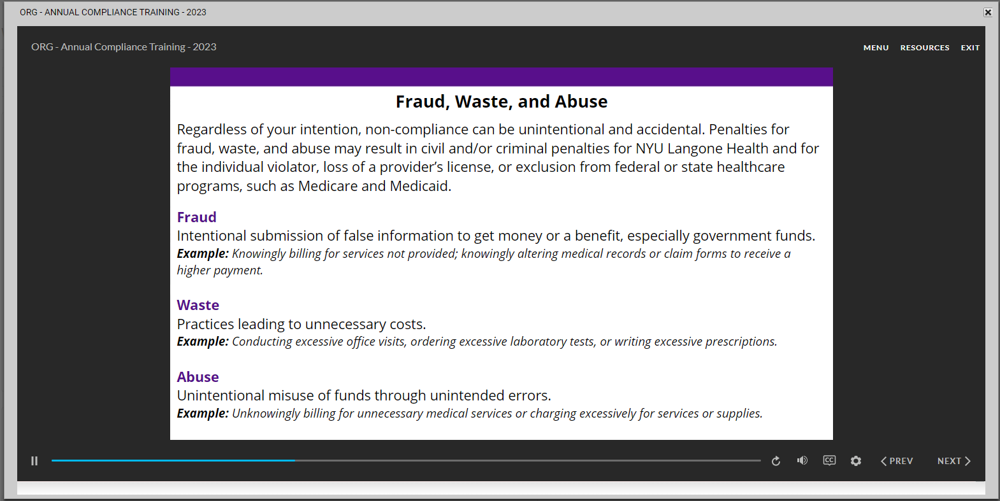 ORG - ANNUAL COMPLIANCE TRAINING - 2023
ORG - Annual Compliance Training - 2023
MENU RESOURCES EXIT
Fraud, Waste, and Abuse
Regardless of your intention, non-compliance can be unintentional and accidental. Penalties for
fraud, waste, and abuse may result in civil and/or criminal penalties for NYU Langone Health and for
the individual violator, loss of a provider’s license, or exclusion from federal or state healthcare
programs, such as Medicare and Medicaid.
Fraud
Intentional submission of false information to get money or a benefit, especially government funds.
Example: Knowingly billing for services not provided; knowingly altering medical records or claim forms to receive a
higher payment.
Waste
Practices leading to unnecessary costs.
Example: Conducting excessive office visits, ordering excessive laboratory tests, or writing excessive prescriptions.
Abuse
Unintentional misuse of funds through unintended errors.
Example: Unknowingly billing for unnecessary medical services or charging excessively for services or supplies.
CC PREV NEXT